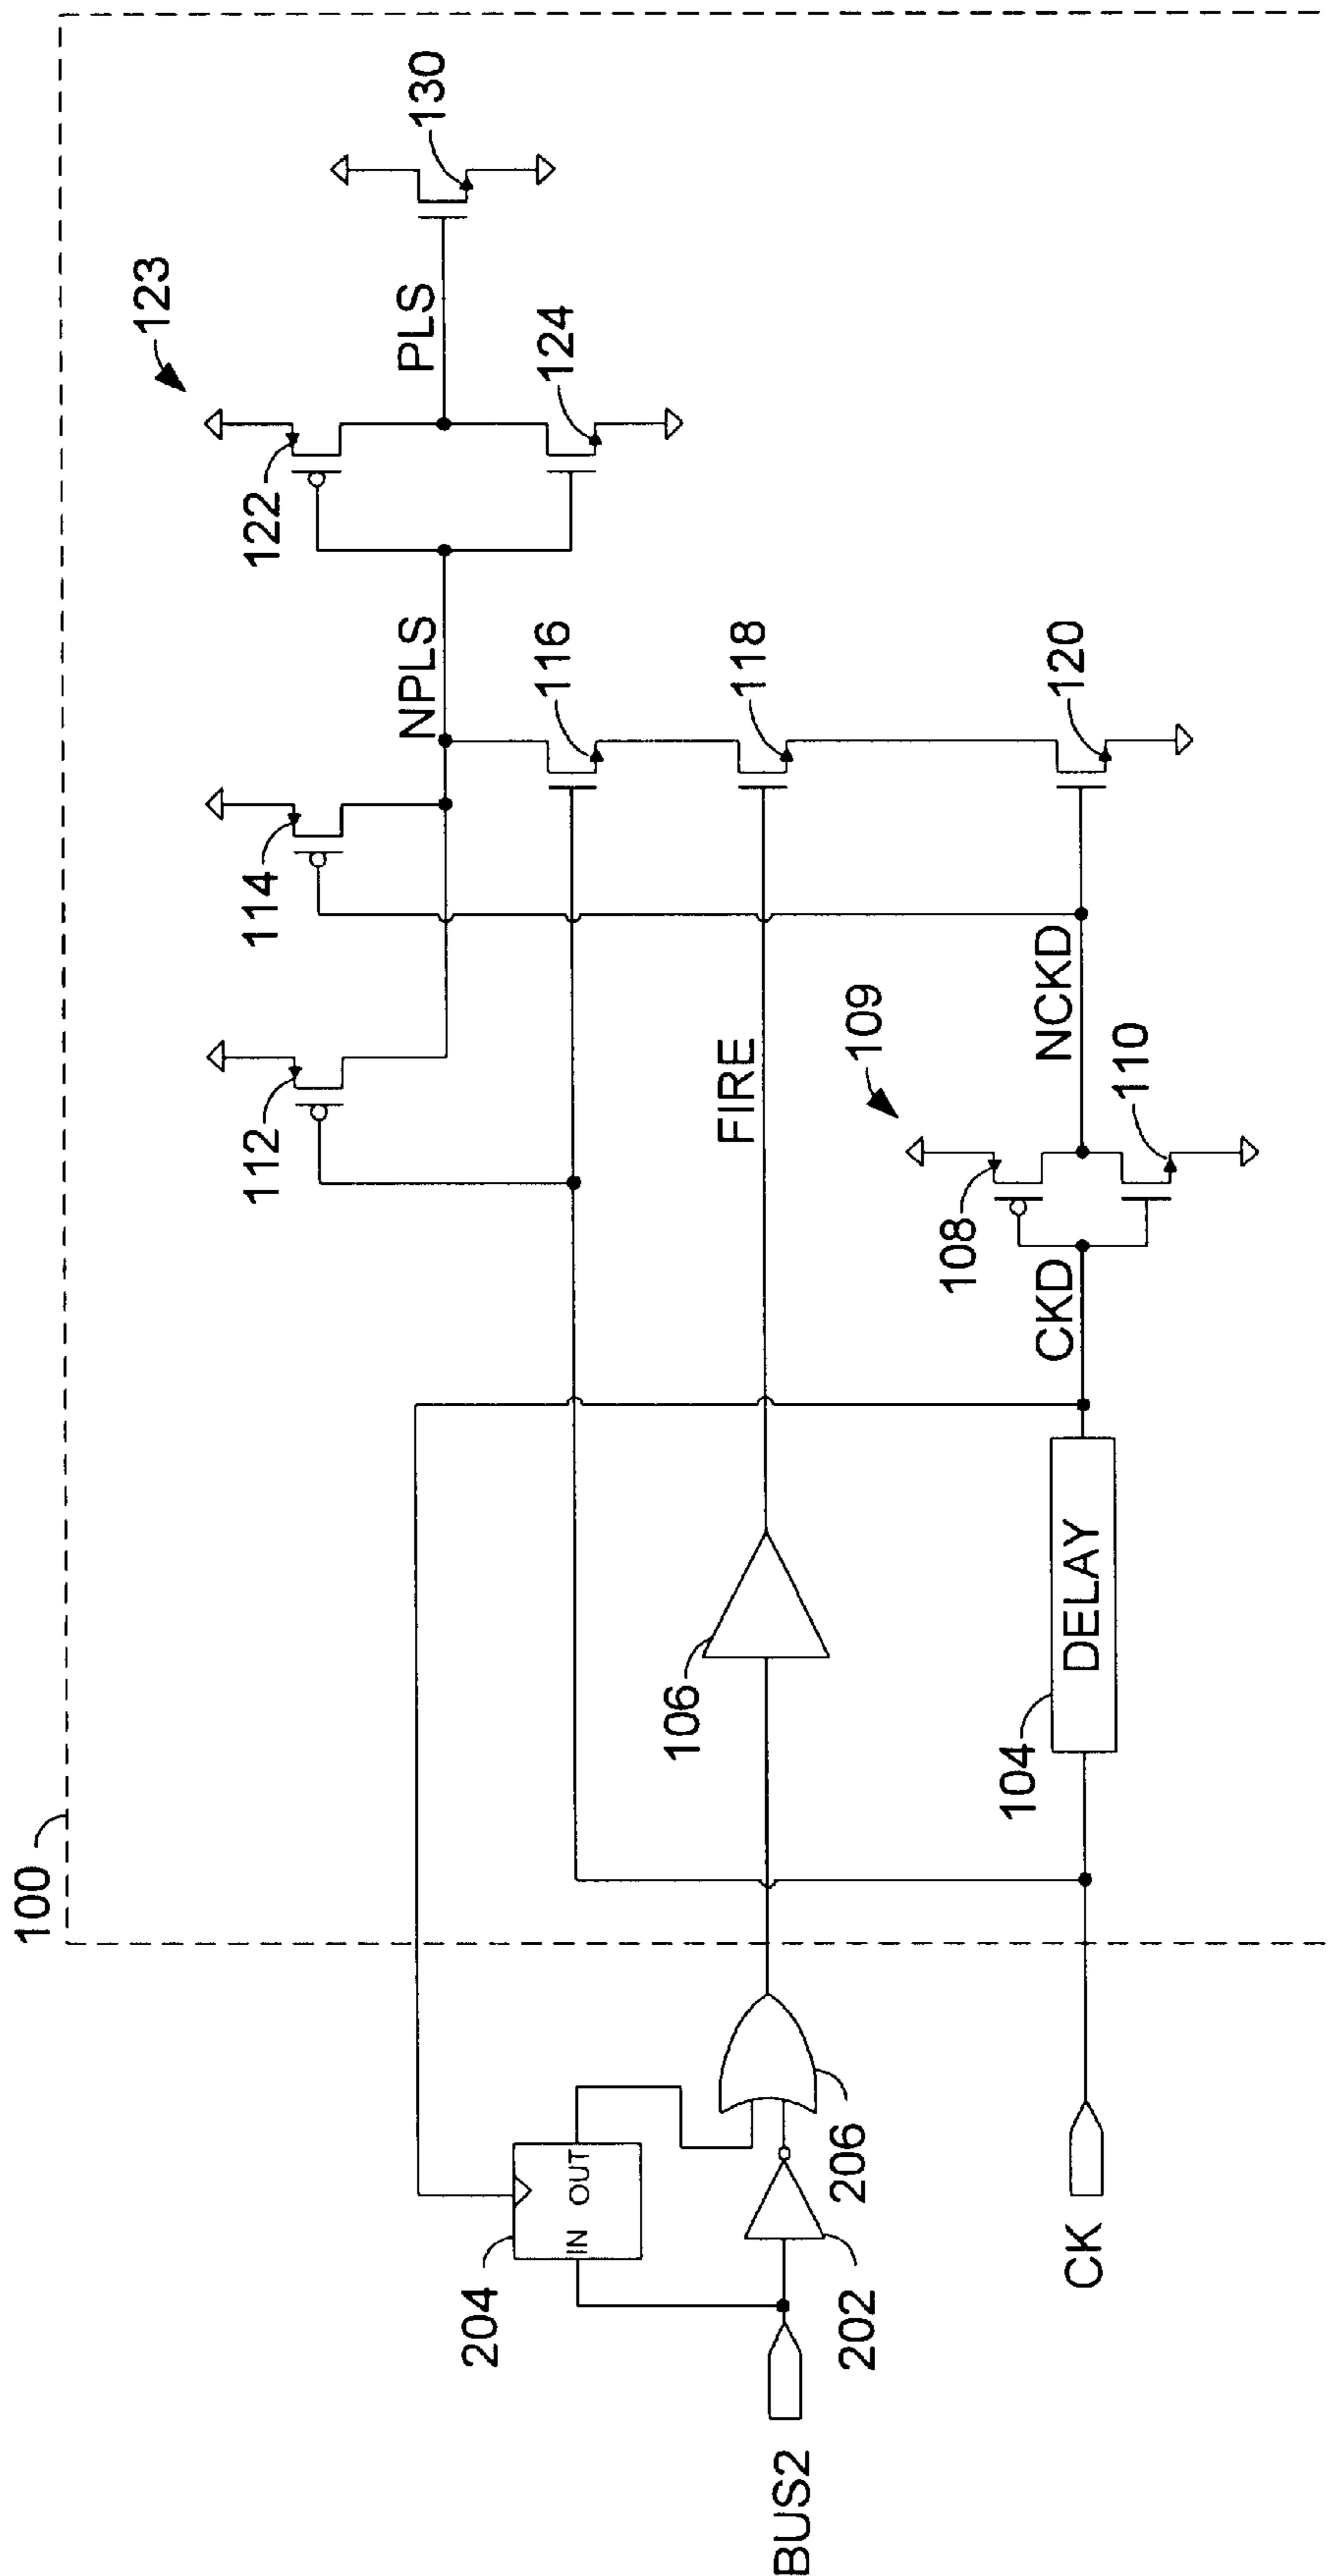 100
123
130
122
PLS
124
114
NPLS
116
112
118
FIRE
109
120
NCKD
108
110
CKD
106
104
DELAY
204
IN
OUT
206
202
BUS2
CK